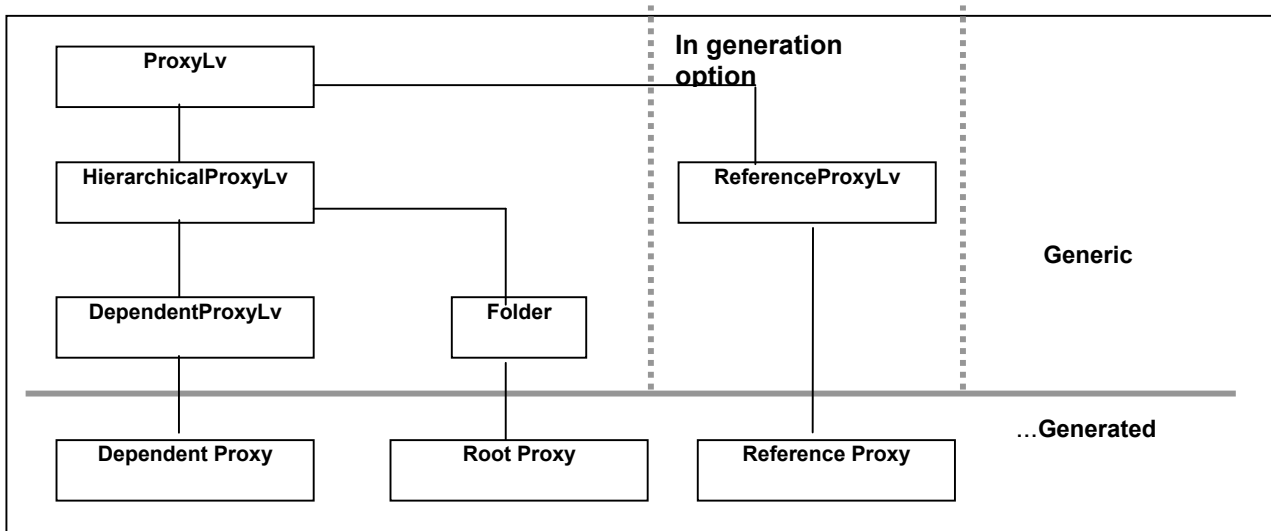 ProxyLv
In generation
option
HierarchicalProxyLv
ReferenceProxyLv
Generic
DependentProxyLv
Folder
...Generated
Dependent Proxy
Root Proxy
Reference Proxy